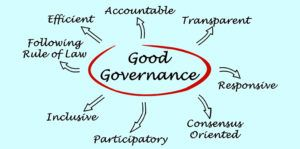 Accountable
Efficient
Transparent
Following
Rule of Law
Good
Governance
Responsive
Inclusive
Consensus
Oriented
Participatory